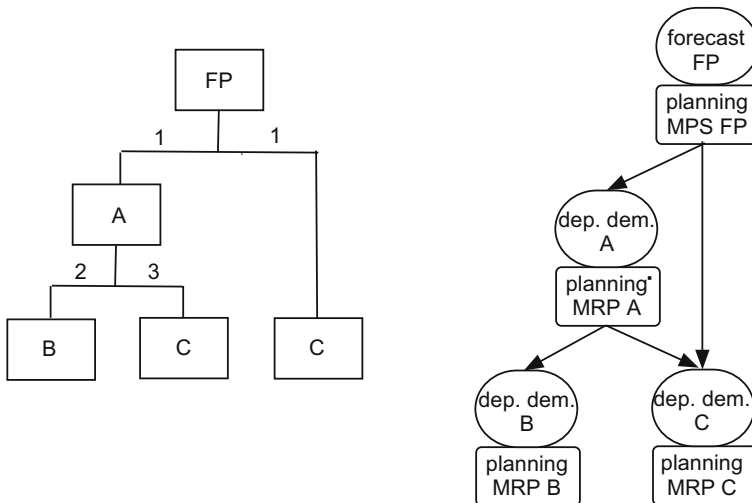 FP
1 1
A
2 3
B C C
forecast
FP
planning
MPS FP
dep. dem.
A
planning
MRP A
dep. dem.
B
planning
MRP B
dep. dem.
C
planning
MRP C